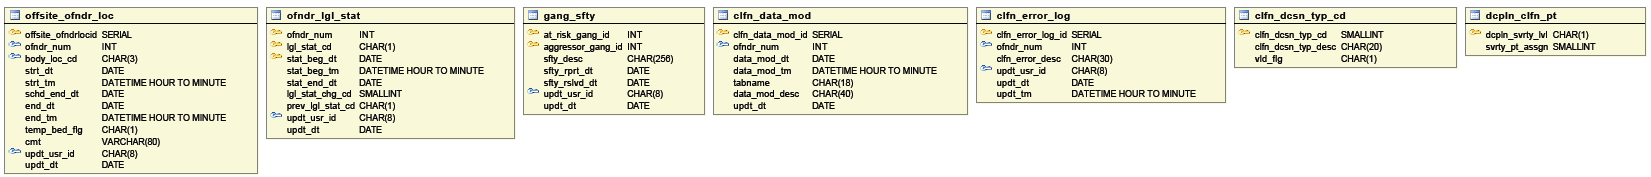 offsite_ofndr_loc
offsite_ofndrlocid SERIAL
ofndr_num INT
body_loc_cd CHAR(3)
strt_dt DATE
strt_tm DATETIME HOUR TO MINUTE
schd_end_dt DATE
end_dt DATE
end_tm DATETIME HOUR TO MINUTE
temp_bed_flg CHAR(1)
cmt VARCHAR(80)
updt_usr_id CHAR(8)
updt_dt DATE
ofndr_lgl_stat
ofndr_num INT
lgl_stat_cd CHAR(1)
stat_beg_dt DATE
stat_beg_tm DATETIME HOUR TO MINUTE
stat_end_dt DATE
lgl_stat_chg_cd SMALLINT
prev_lgl_stat_cd CHAR(1)
updt_usr_id CHAR(8)
updt_dt DATE
gang_sfty
at_risk_gang_id INT
aggressor_gang_id INT
sfty_desc CHAR(256)
sfty_rprt_dt DATE
sfty_rslvd_dt DATE
updt_usr_id CHAR(8)
updt_dt DATE
clfn_data_mod
clfn_data_mod_id SERIAL
ofndr_num INT
data_mod_dt DATE
data_mod_tm DATETIME HOUR TO MINUTE
tabname CHAR(18)
data_mod_desc CHAR(40)
updt_dt DATE
clfn_error_log
clfn_error_log_id SERIAL
ofndr_num INT
clfn_error_desc CHAR(30)
updt_usr_id CHAR(8)
updt_dt DATE
updt_tm DATETIME HOUR TO MINUTE
clfn_dcsn_typ_cd
clfn_dcsn_typ_cd SMALLINT
clfn_dcsn_typ_desc CHAR(20)
vld_flg CHAR(1)
dcpln_clfn_pt
dcpln_svrty_lvl CHAR(1)
svrty_pt_assgn SMALLINT